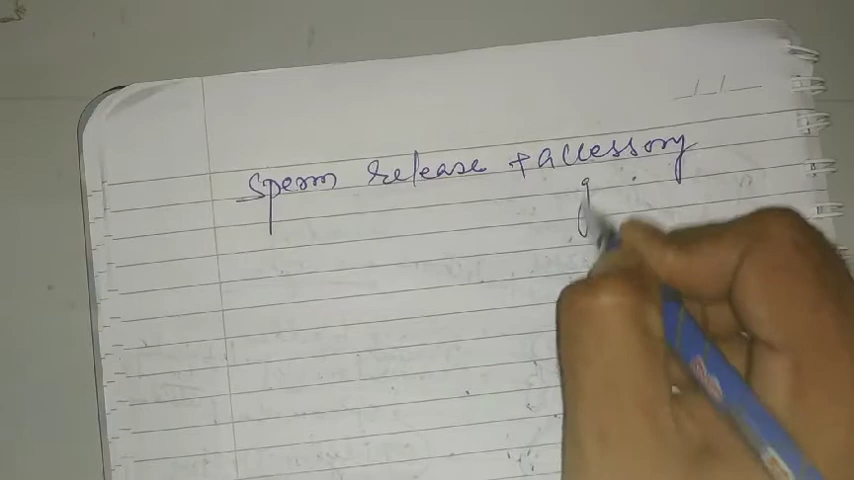 sperm release + accessory
g